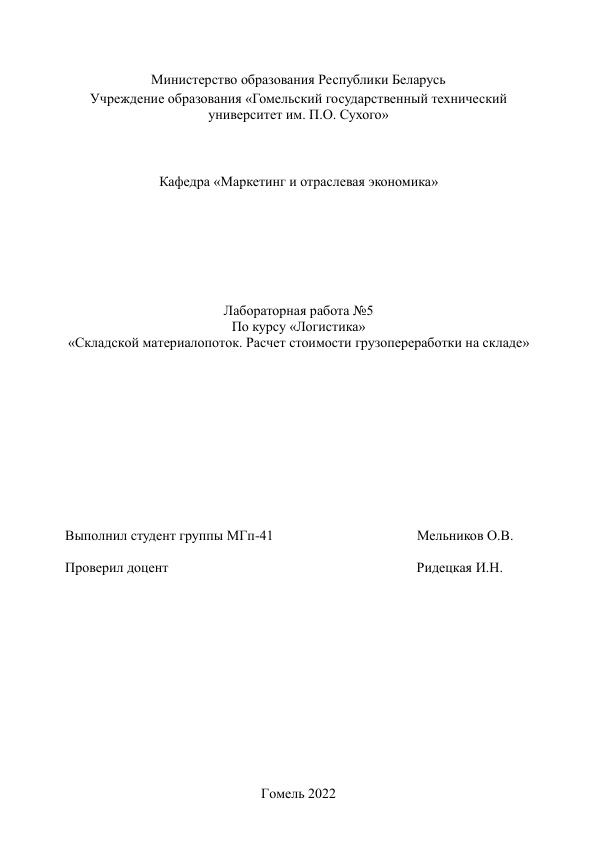 Министерство образования Республики Беларусь
Учреждение образования «Гомельский государственный технический
университет им. П.О. Сухого»
Кафедра «Маркетинг и отраслевая экономика»
Лабораторная работа №5
По курсу «Логистика»
«Складской материалопоток. Расчет стоимости грузопереработки на складе»
Выполнил студент группы МГп-41 Мельников О.В.
Проверил доцент Ридецкая И.Н.
Гомель 2022